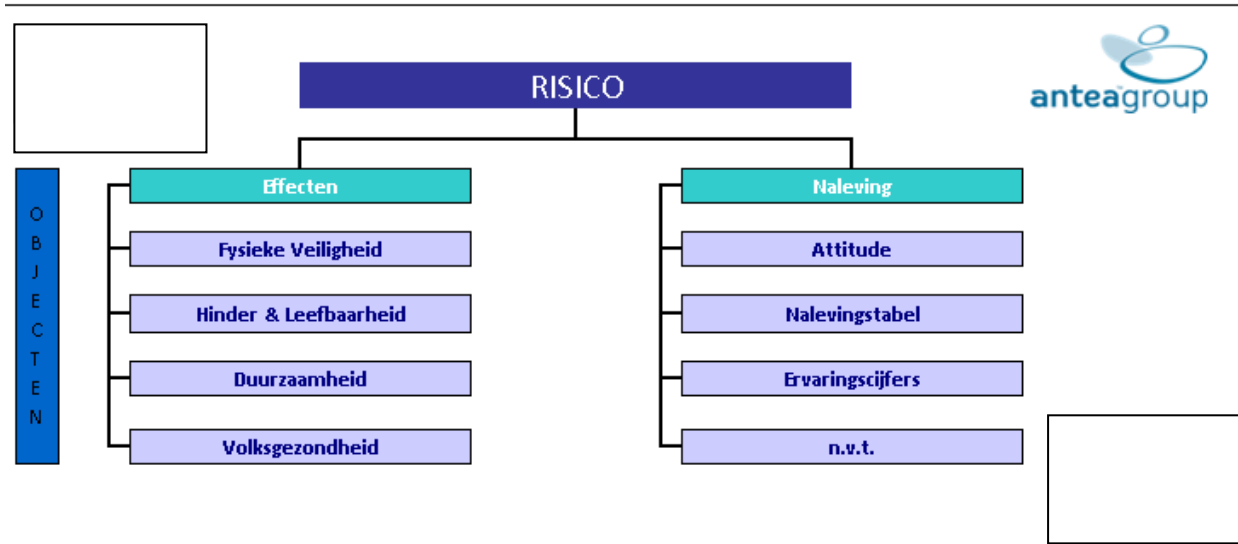 RISICO
anteagroup
OBJECTEN
Effecten
Fysieke Veiligheid
Hinder & Leefbaarheid
Duurzaamheid
Volksgezondheid
Naleving
Attitude
Nalevingstabel
Ervaringscijfers
n.v.t.